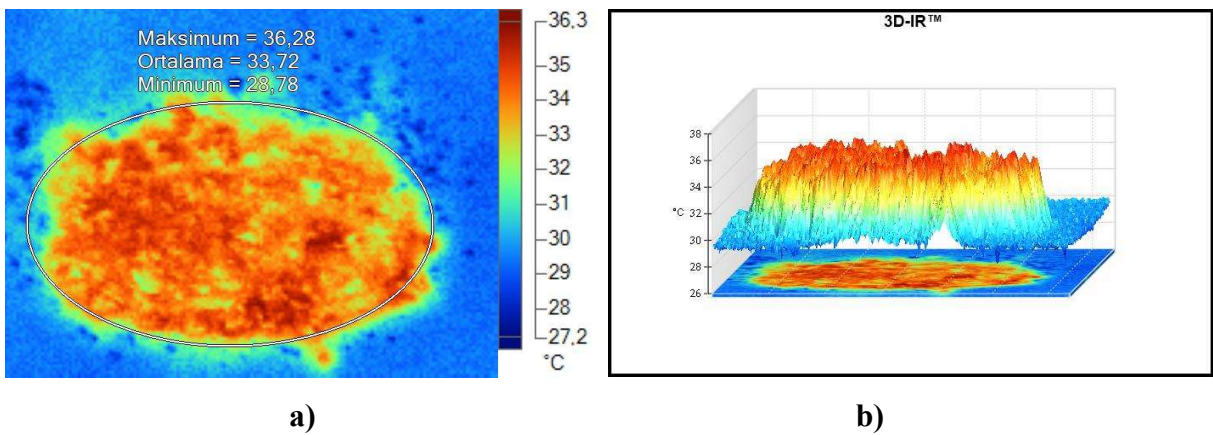 Maksimum = 36,28
Ortalama = 33,72
Minimum = 28,78
36,3
35
34
33
32
31
30
29
28
27,2
°C
a)
3D-IR™
38
36
34
32
30
28
26
°C
b)